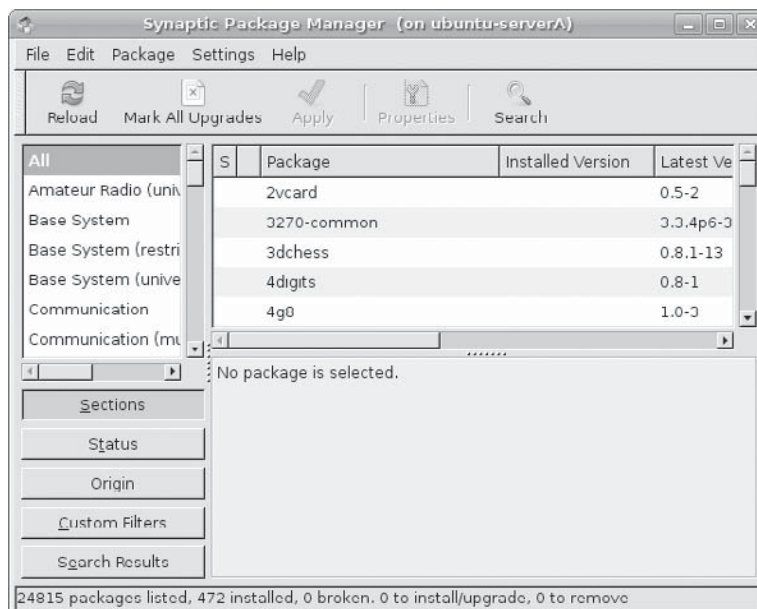 Synaptic Package Manager (on ubuntu-serverA)
File Edit Package Settings Help
Reload Mark All Upgrades Apply Properties Search
All
Amateur Radio (univ
Base System
Base System (restri
Base System (unive
Communication
Communication (mu
S Package Installed Version Latest Ve
2vcard 0.5-2
3270-common 3.3.4p6-3
3dchess 0.8.1-13
4digits 0.8-1
4g8 1.0-3
No package is selected.
Sections
Status
Origin
Custom Filters
Search Results
24815 packages listed, 472 installed, 0 broken. 0 to install/upgrade, 0 to remove